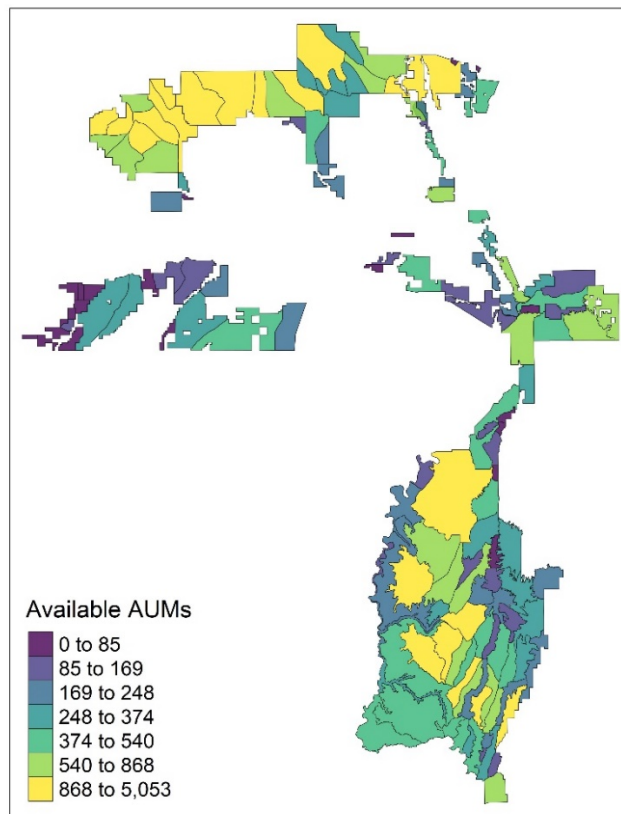 Available AUMs
0 to 85
85 to 169
169 to 248
248 to 374
374 to 540
540 to 868
868 to 5,053